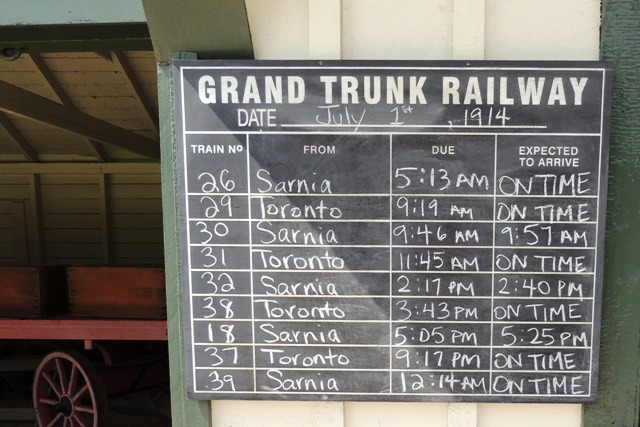 GRAND TRUNK RAILWAY
DATE July 1st, 1914
TRAIN No FROM DUE EXPECTED TO ARRIVE
26 Sarnia 5:13 AM ON TIME
29 Toronto 9:19 AM ON TIME
30 Sarnia 9:46 AM 9:57 AM
31 Toronto 11:45 AM ON TIME
32 Sarnia 2:17 PM 2:40 PM
38 Toronto 3:43 PM ON TIME
18 Sarnia 5:05 PM 5:25 PM
37 Toronto 9:17 PM ON TIME
39 Sarnia 12:14 AM ON TIME